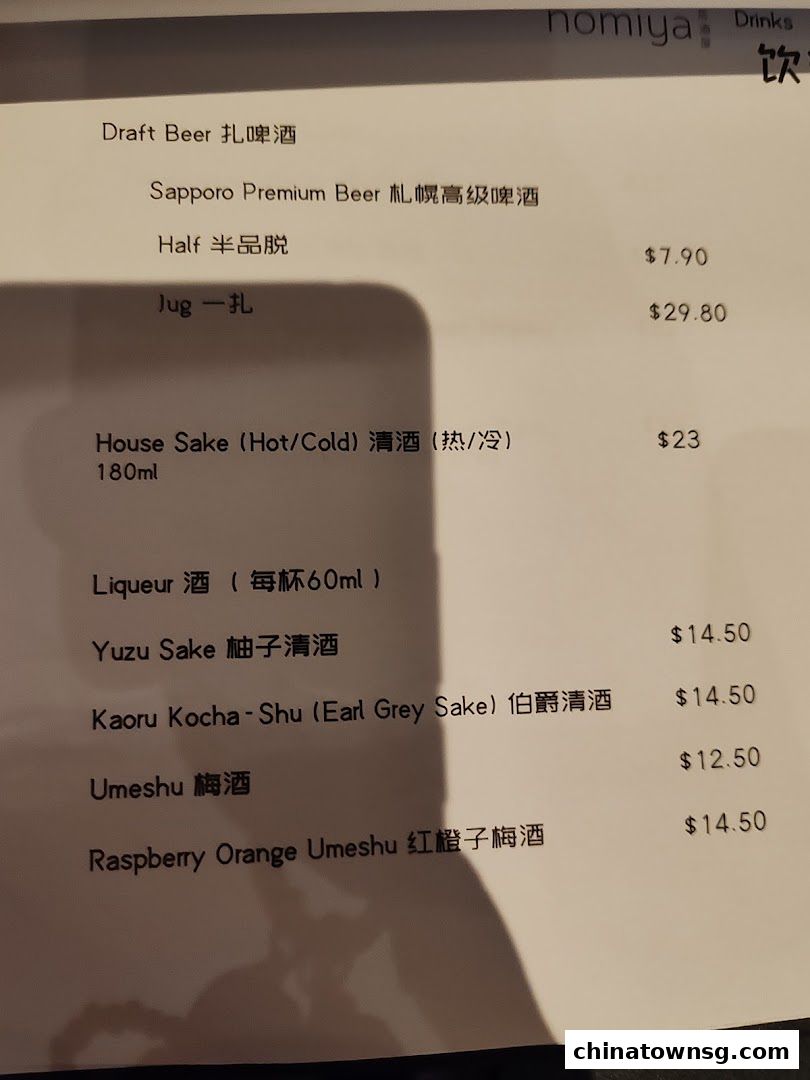 nomiya Drinks
饮
Draft Beer 扎啤酒
Sapporo Premium Beer 札幌高级啤酒
Half 半品脱 $7.90
Jug 一扎 $29.80
House Sake (Hot/Cold) 清酒 (热/冷) $23
180ml
Liqueur 酒 ( 每杯60ml )
Yuzu Sake 柚子清酒 $14.50
Kaoru Kocha-Shu (Earl Grey Sake) 伯爵清酒 $14.50
Umeshu 梅酒 $12.50
Raspberry Orange Umeshu 红橙子梅酒 $14.50
chinatownsg.com